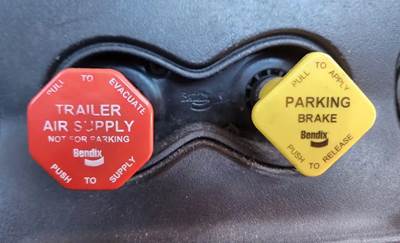 PULL TO EVACUATE
TRAILER
AIR SUPPLY
NOT FOR PARKING
Bendix
PUSH TO SUPPLY
PULL TO APPLY
PARKING
BRAKE
Bendix
PUSH TO RELEASE